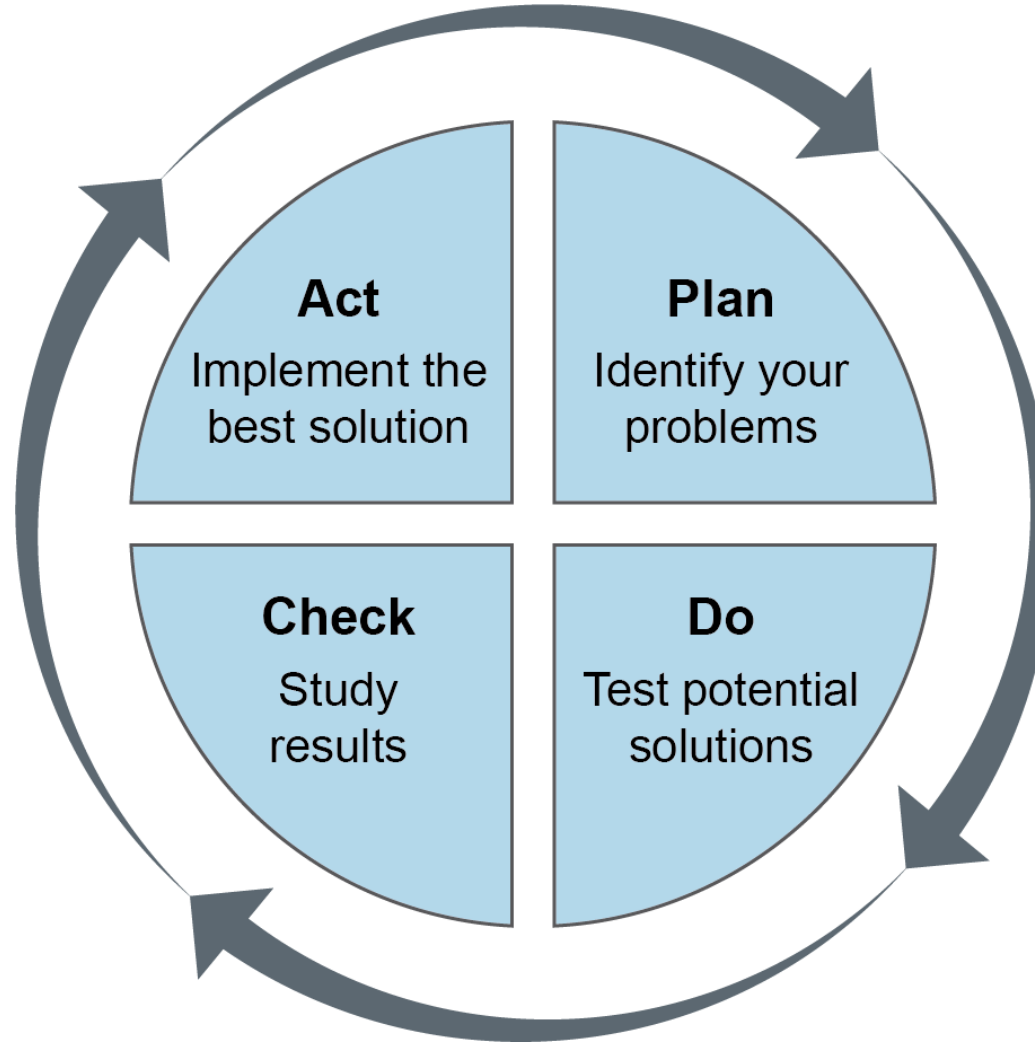 Act
Implement the
best solution
Plan
Identify your
problems
Check
Study
results
Do
Test potential
solutions